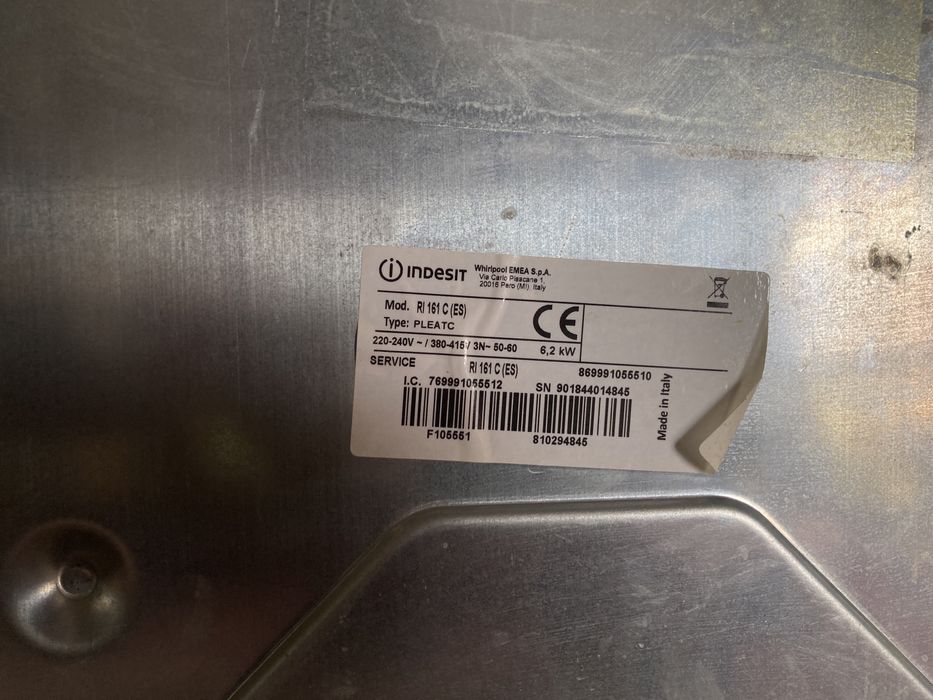 indesit Whirlpool EMEA S.p.A.
Via Carlo Pisacane 1,
20016 Pero (MI) Italy
Mod. RI 161 C (ES)
Type: PLEATC
CE
220-240V ~ / 380-415V 3N~ 50-60
6,2 kW
SERVICE RI 161 C (ES) 869991055510
I.C. 769991055512 SN 901844014845
F105551 810294845
Made in Italy